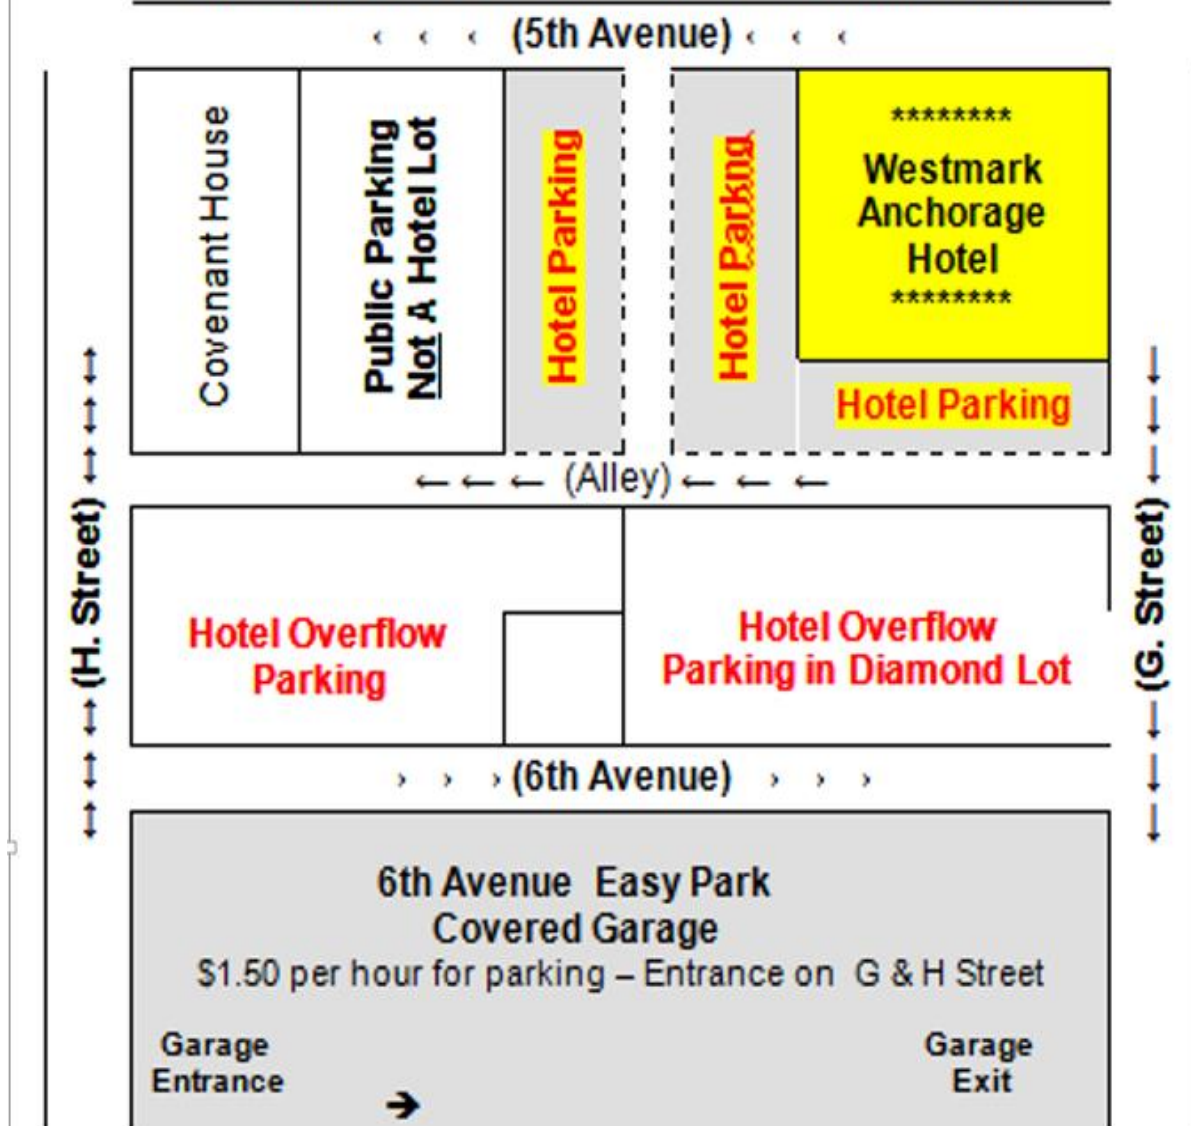 (5th Avenue)
Covenant House
Public Parking
Not A Hotel Lot
Hotel Parking
Hotel Parkng
********
Westmark
Anchorage
Hotel
********
Hotel Parking
(Alley)
(H. Street)
(G. Street)
Hotel Overflow
Parking
Hotel Overflow
Parking in Diamond Lot
(6th Avenue)
6th Avenue Easy Park
Covered Garage
$1.50 per hour for parking – Entrance on G & H Street
Garage
Entrance
Garage
Exit